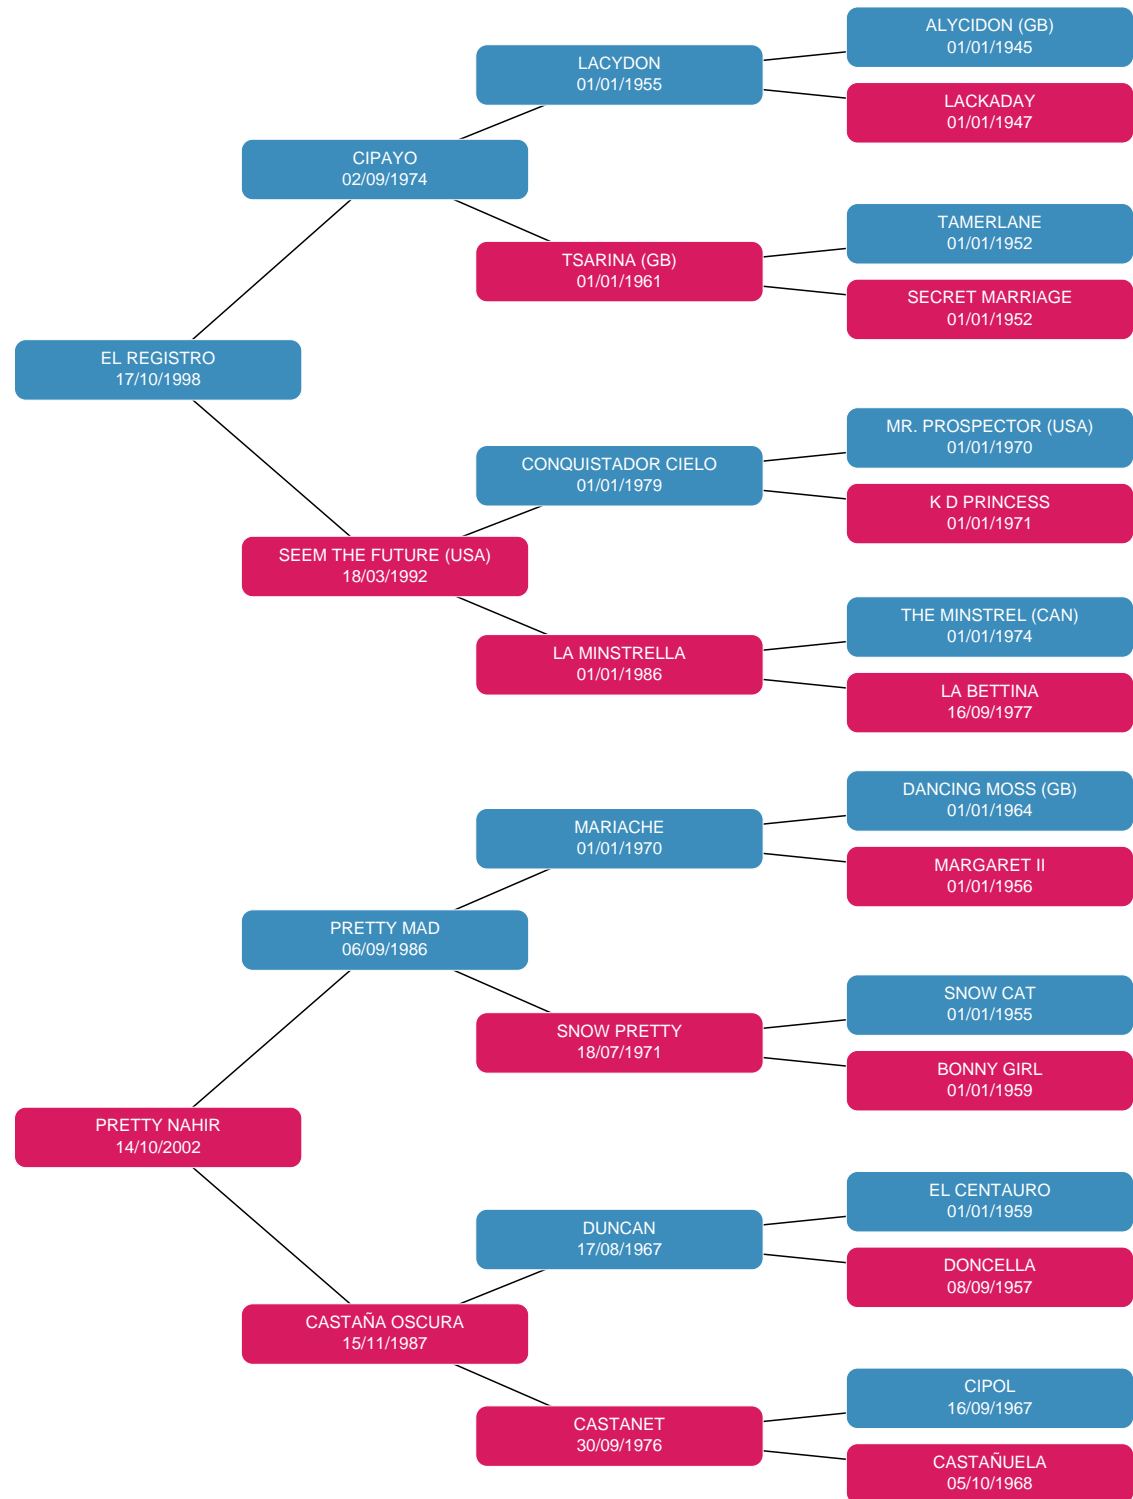 ALYCIDON (GB)
01/01/1945
LACYDON
01/01/1955
LACKADAY
01/01/1947
CIPAYO
02/09/1974
TAMERLANE
01/01/1952
TSARINA (GB)
01/01/1961
SECRET MARRIAGE
01/01/1952
EL REGISTRO
17/10/1998
MR. PROSPECTOR (USA)
01/01/1970
CONQUISTADOR CIELO
01/01/1979
K D PRINCESS
01/01/1971
SEEM THE FUTURE (USA)
18/03/1992
THE MINSTREL (CAN)
01/01/1974
LA MINSTRELLA
01/01/1986
LA BETTINA
16/09/1977
DANCING MOSS (GB)
01/01/1964
MARIACHE
01/01/1970
MARGARET II
01/01/1956
PRETTY MAD
06/09/1986
SNOW CAT
01/01/1955
SNOW PRETTY
18/07/1971
BONNY GIRL
01/01/1959
PRETTY NAHIR
14/10/2002
EL CENTAURO
01/01/1959
DUNCAN
17/08/1967
DONCELLA
08/09/1957
CASTAÑA OSCURA
15/11/1987
CIPOL
16/09/1967
CASTANET
30/09/1976
CASTAÑUELA
05/10/1968